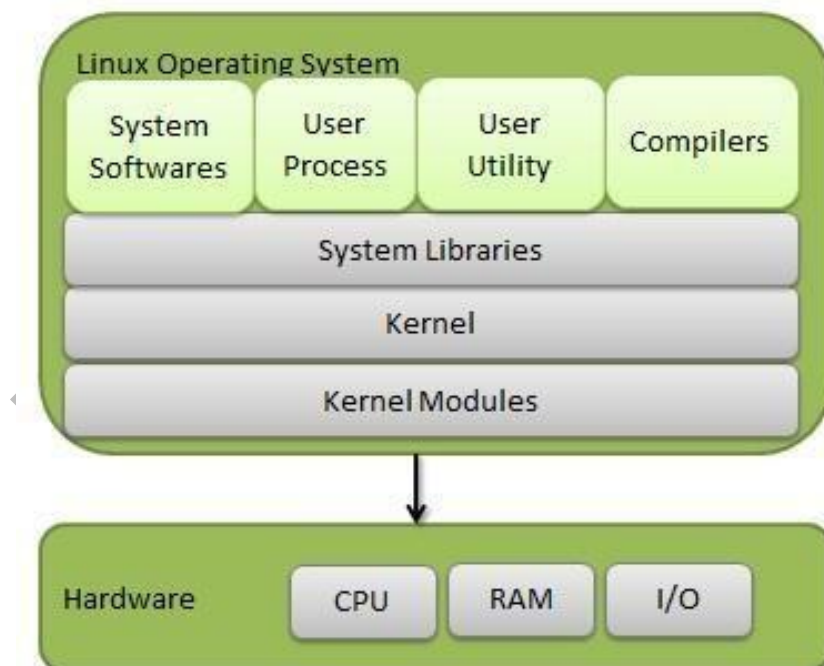 Linux Operating System
System
Softwares
User
Process
User
Utility
Compilers
System Libraries
Kernel
Kernel Modules
Hardware
CPU
RAM
I/O